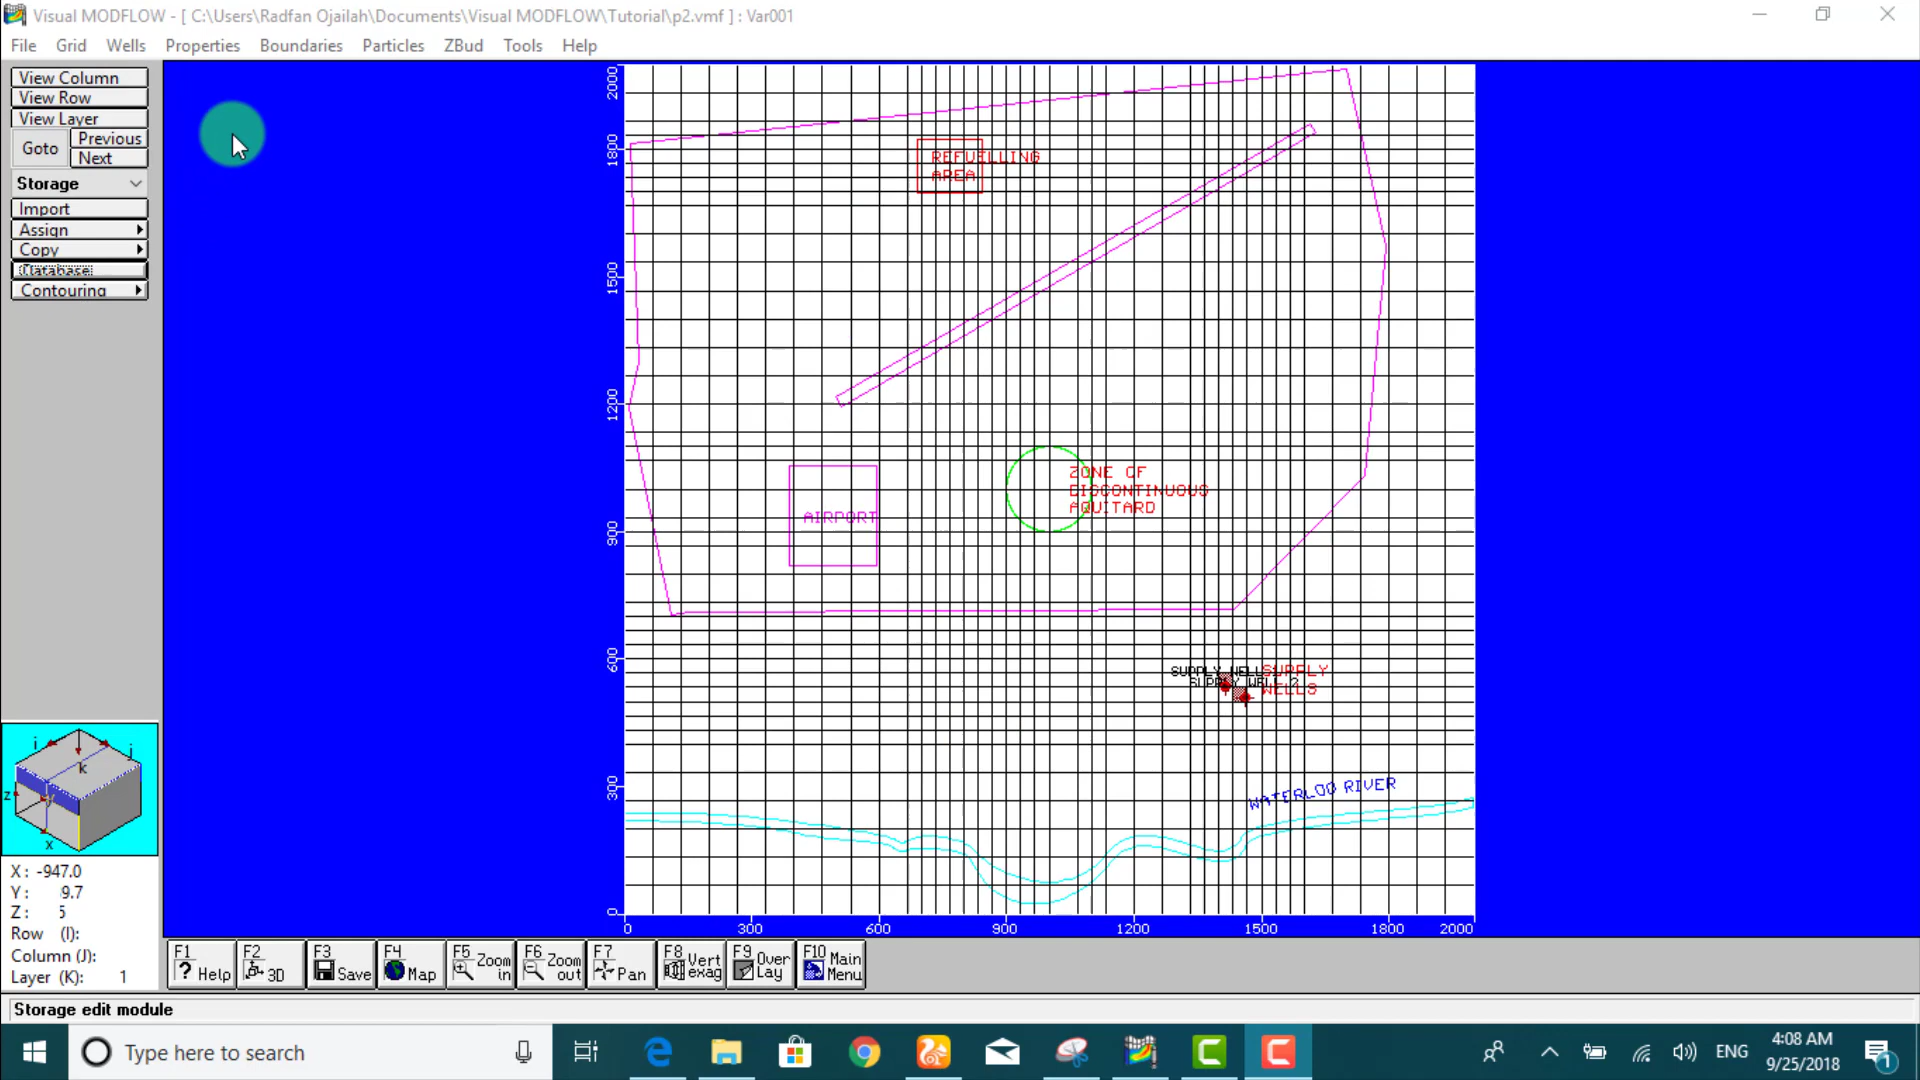 Visual MODFLOW - [ C:\Users\Radfan Ojailah\Documents\Visual MODFLOW\Tutorial\p2.vmf ] : Var001
File Grid Wells Properties Boundaries Particles ZBud Tools Help
View Column
View Row
View Layer
Goto
Previous
Next
Storage
Import
Assign
Copy
Database
Contouring
2000
1800
1500
1200
900
600
300
0
REFUELLING
AREA
ZONE OF
DISCONTINUOUS
AQUITARD
AIRPORT
SUPPLY WELL
SUPPLY WELL 2
SUPPLY
WELLS
WATERLOO RIVER
0 300 600 900 1200 1500 1800 2000
i j
k
z
y
x
X : -947.0
Y : 9.7
Z : 5
Row (I):
Column (J):
Layer (K): 1
F1 Help
F2 3D
F3 Save
F4 Map
F5 Zoom in
F6 Zoom out
F7 Pan
F8 Vert exag
F9 Over Lay
F10 Main Menu
Storage edit module
Type here to search
ENG
4:08 AM
9/25/2018
1